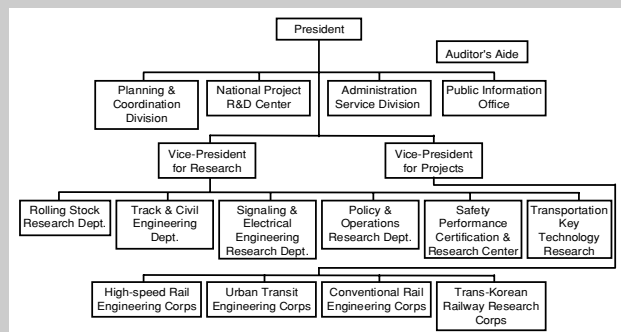 President
Auditor's Aide
Planning &
Coordination
Division
National Project
R&D Center
Administration
Service Division
Public Information
Office
Vice-President
for Research
Vice-President
for Projects
Rolling Stock
Research Dept.
Track & Civil
Engineering
Dept.
Signaling &
Electrical
Engineering
Research Dept.
Policy &
Operations
Research Dept.
Safety
Performance
Certification &
Research Center
Transportation
Key
Technology
Research
High-speed Rail
Engineering Corps
Urban Transit
Engineering Corps
Conventional Rail
Engineering Corps
Trans-Korean
Railway Research
Corps